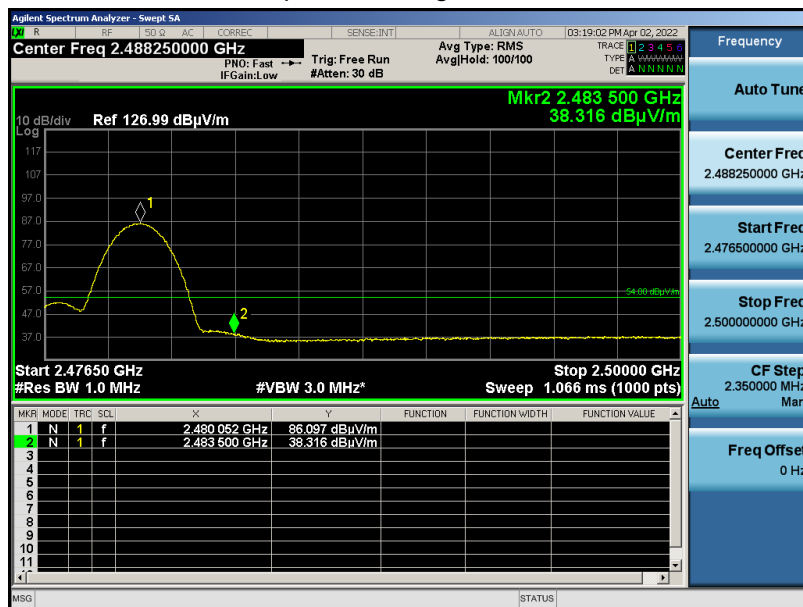 Agilent Spectrum Analyzer - Swept SA
LXI R RF 50 Ω AC CORREC SENSE:INT ALIGN AUTO 03:19:02 PM Apr 02, 2022
Center Freq 2.488250000 GHz
PNO: Fast
IFGain:Low
Trig: Free Run
#Atten: 30 dB
Avg Type: RMS
Avg|Hold: 100/100
TRACE 1 2 3 4 5 6
TYPE A WWWWW
DET A N N N N N
Mkr2 2.483 500 GHz
38.316 dBµV/m
10 dB/div Ref 126.99 dBµV/m
Log
117
107
97.0
87.0
77.0
67.0
57.0
47.0
37.0
1
2
54.00 dBµV/m
Start 2.47650 GHz Stop 2.50000 GHz
#Res BW 1.0 MHz #VBW 3.0 MHz* Sweep 1.066 ms (1000 pts)
MKR MODE TRC SCL X Y FUNCTION FUNCTION WIDTH FUNCTION VALUE
1 N 1 f 2.480 052 GHz 86.097 dBµV/m
2 N 1 f 2.483 500 GHz 38.316 dBµV/m
3
4
5
6
7
8
9
10
11
MSG STATUS
Frequency
Auto Tune
Center Freq
2.488250000 GHz
Start Freq
2.476500000 GHz
Stop Freq
2.500000000 GHz
CF Step
2.350000 MHz
Auto Man
Freq Offset
0 Hz